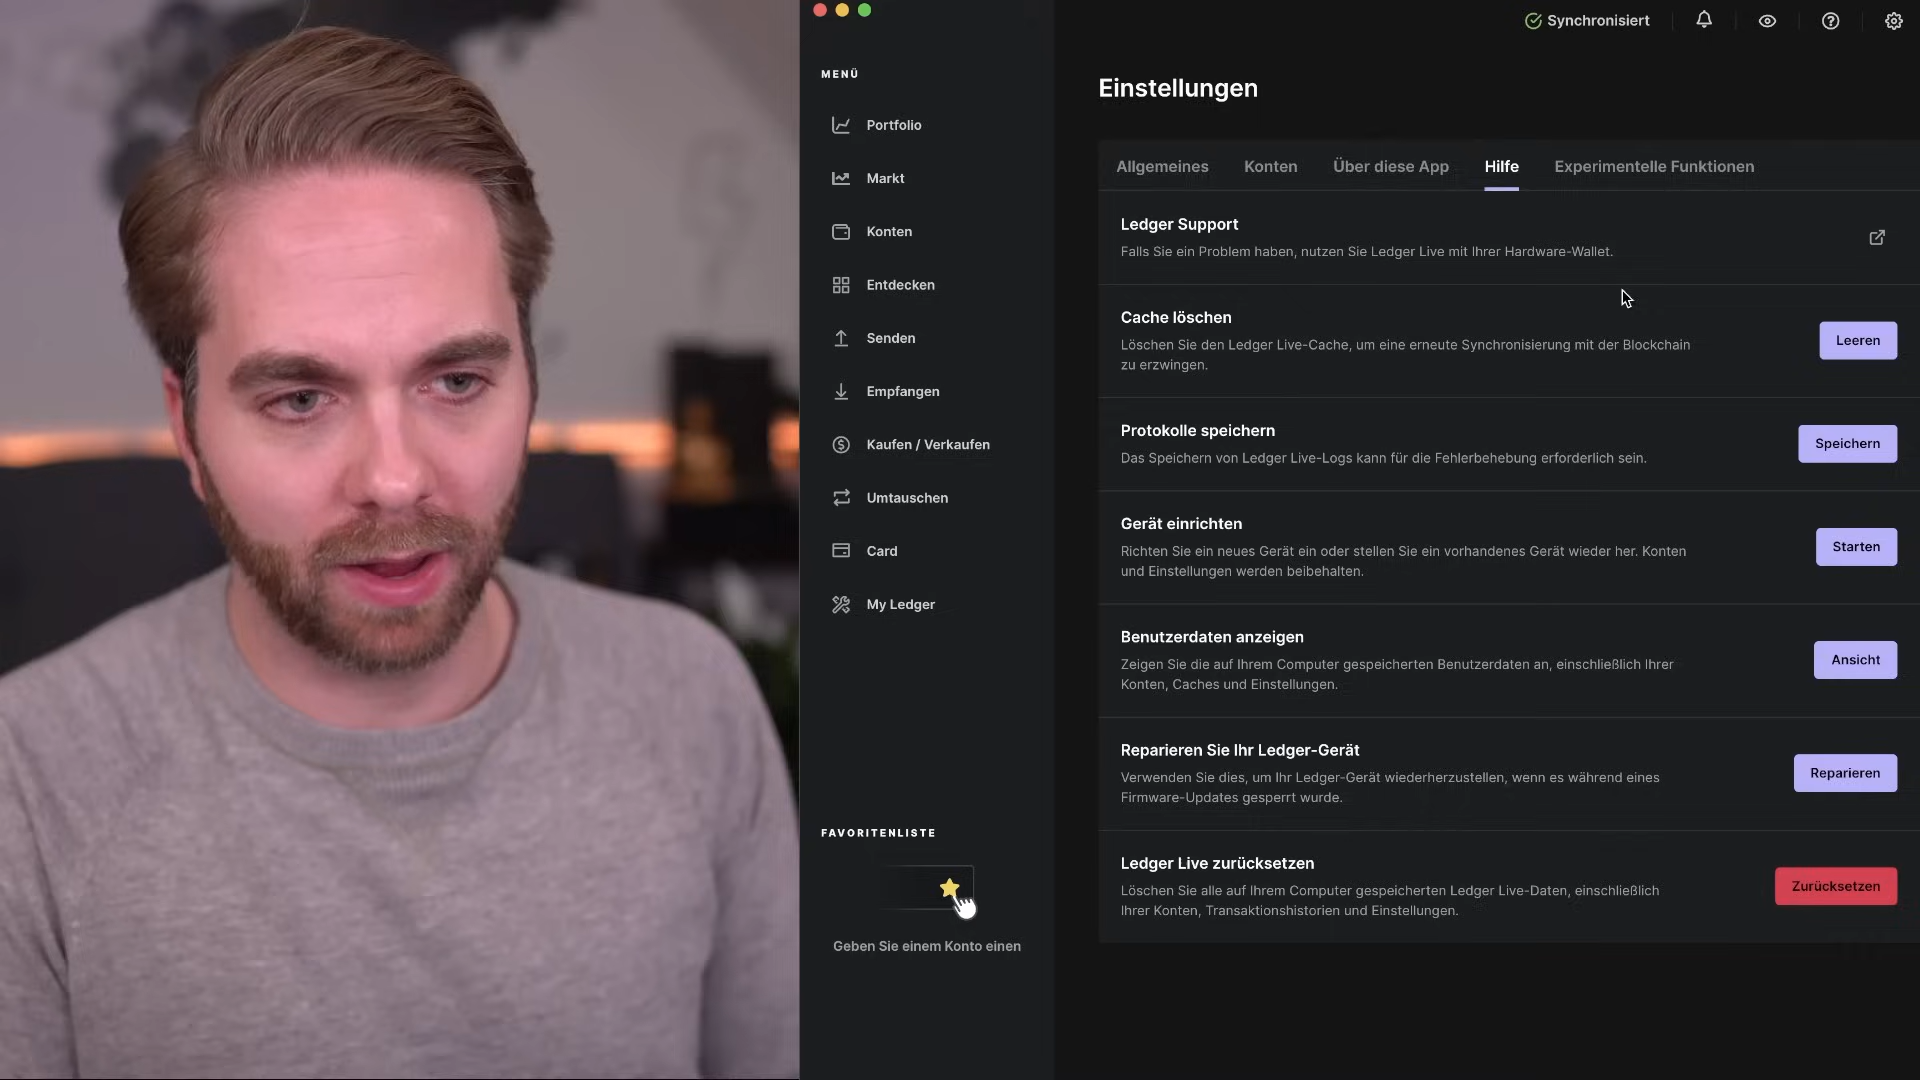 Synchronisiert
MENÜ
Portfolio
Markt
Konten
Entdecken
Senden
Empfangen
Kaufen / Verkaufen
Umtauschen
Card
My Ledger
FAVORITENLISTE
Geben Sie einem Konto einen
Einstellungen
Allgemeines Konten Über diese App Hilfe Experimentelle Funktionen
Ledger Support
Falls Sie ein Problem haben, nutzen Sie Ledger Live mit Ihrer Hardware-Wallet.
Cache löschen
Löschen Sie den Ledger Live-Cache, um eine erneute Synchronisierung mit der Blockchain
zu erzwingen.
Leeren
Protokolle speichern
Das Speichern von Ledger Live-Logs kann für die Fehlerbehebung erforderlich sein.
Speichern
Gerät einrichten
Richten Sie ein neues Gerät ein oder stellen Sie ein vorhandenes Gerät wieder her. Konten
und Einstellungen werden beibehalten.
Starten
Benutzerdaten anzeigen
Zeigen Sie die auf Ihrem Computer gespeicherten Benutzerdaten an, einschließlich Ihrer
Konten, Caches und Einstellungen.
Ansicht
Reparieren Sie Ihr Ledger-Gerät
Verwenden Sie dies, um Ihr Ledger-Gerät wiederherzustellen, wenn es während eines
Firmware-Updates gesperrt wurde.
Reparieren
Ledger Live zurücksetzen
Löschen Sie alle auf Ihrem Computer gespeicherten Ledger Live-Daten, einschließlich
Ihrer Konten, Transaktionshistorien und Einstellungen.
Zurücksetzen